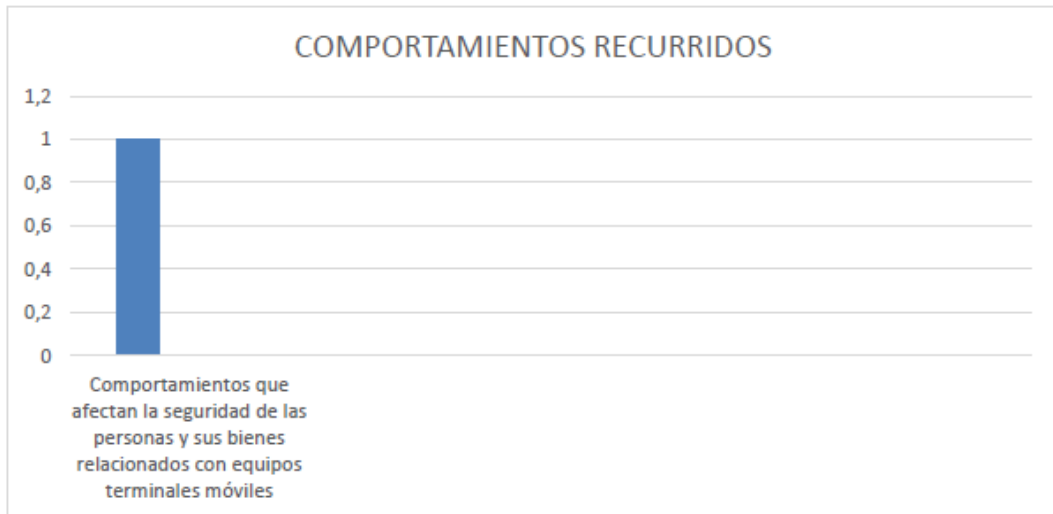 COMPORTAMIENTOS RECURRIDOS
1,2
1
0,8
0,6
0,4
0,2
0
Comportamientos que
afectan la seguridad de las
personas y sus bienes
relacionados con equipos
terminales móviles